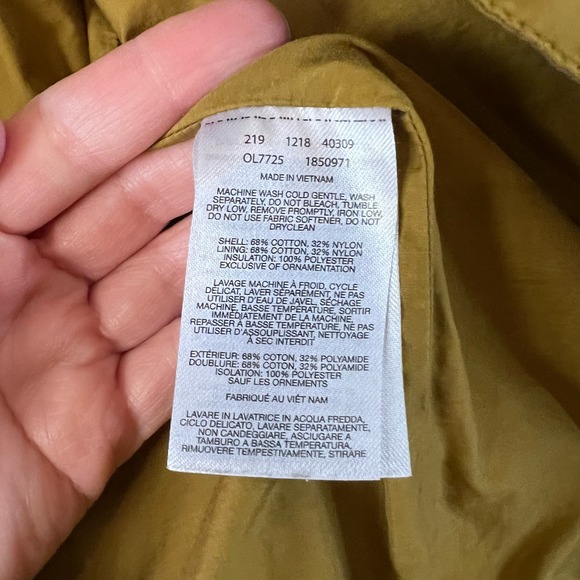 219 1218 40309
OL7725 1850971
MADE IN VIETNAM
MACHINE WASH COLD GENTLE, WASH
SEPARATELY, DO NOT BLEACH, TUMBLE
DRY LOW, REMOVE PROMPTLY, IRON LOW,
DO NOT USE FABRIC SOFTENER, DO NOT
DRYCLEAN
SHELL: 68% COTTON, 32% NYLON
LINING: 68% COTTON, 32% NYLON
INSULATION: 100% POLYESTER
EXCLUSIVE OF ORNAMENTATION
LAVAGE MACHINE À FROID, CYCLE
DÉLICAT, LAVER SÉPARÉMENT, NE PAS
UTILISER D'EAU DE JAVEL, SÉCHAGE
MACHINE, BASSE TEMPÉRATURE, SORTIR
IMMÉDIATEMENT DE LA MACHINE,
REPASSER À BASSE TEMPÉRATURE, NE PAS
UTILISER D'ASSOUPLISSANT, NETTOYAGE
À SEC INTERDIT
EXTÉRIEUR: 68% COTON, 32% POLYAMIDE
DOUBLURE: 68% COTON, 32% POLYAMIDE
ISOLATION: 100% POLYESTER
SAUF LES ORNEMENTS
FABRIQUÉ AU VIÊT NAM
LAVARE IN LAVATRICE IN ACQUA FREDDA,
CICLO DELICATO, LAVARE SEPARATAMENTE,
NON CANDEGGIARE, ASCIUGARE A
TAMBURO A BASSA TEMPERATURA,
RIMUOVERE TEMPESTIVAMENTE, STIRARE